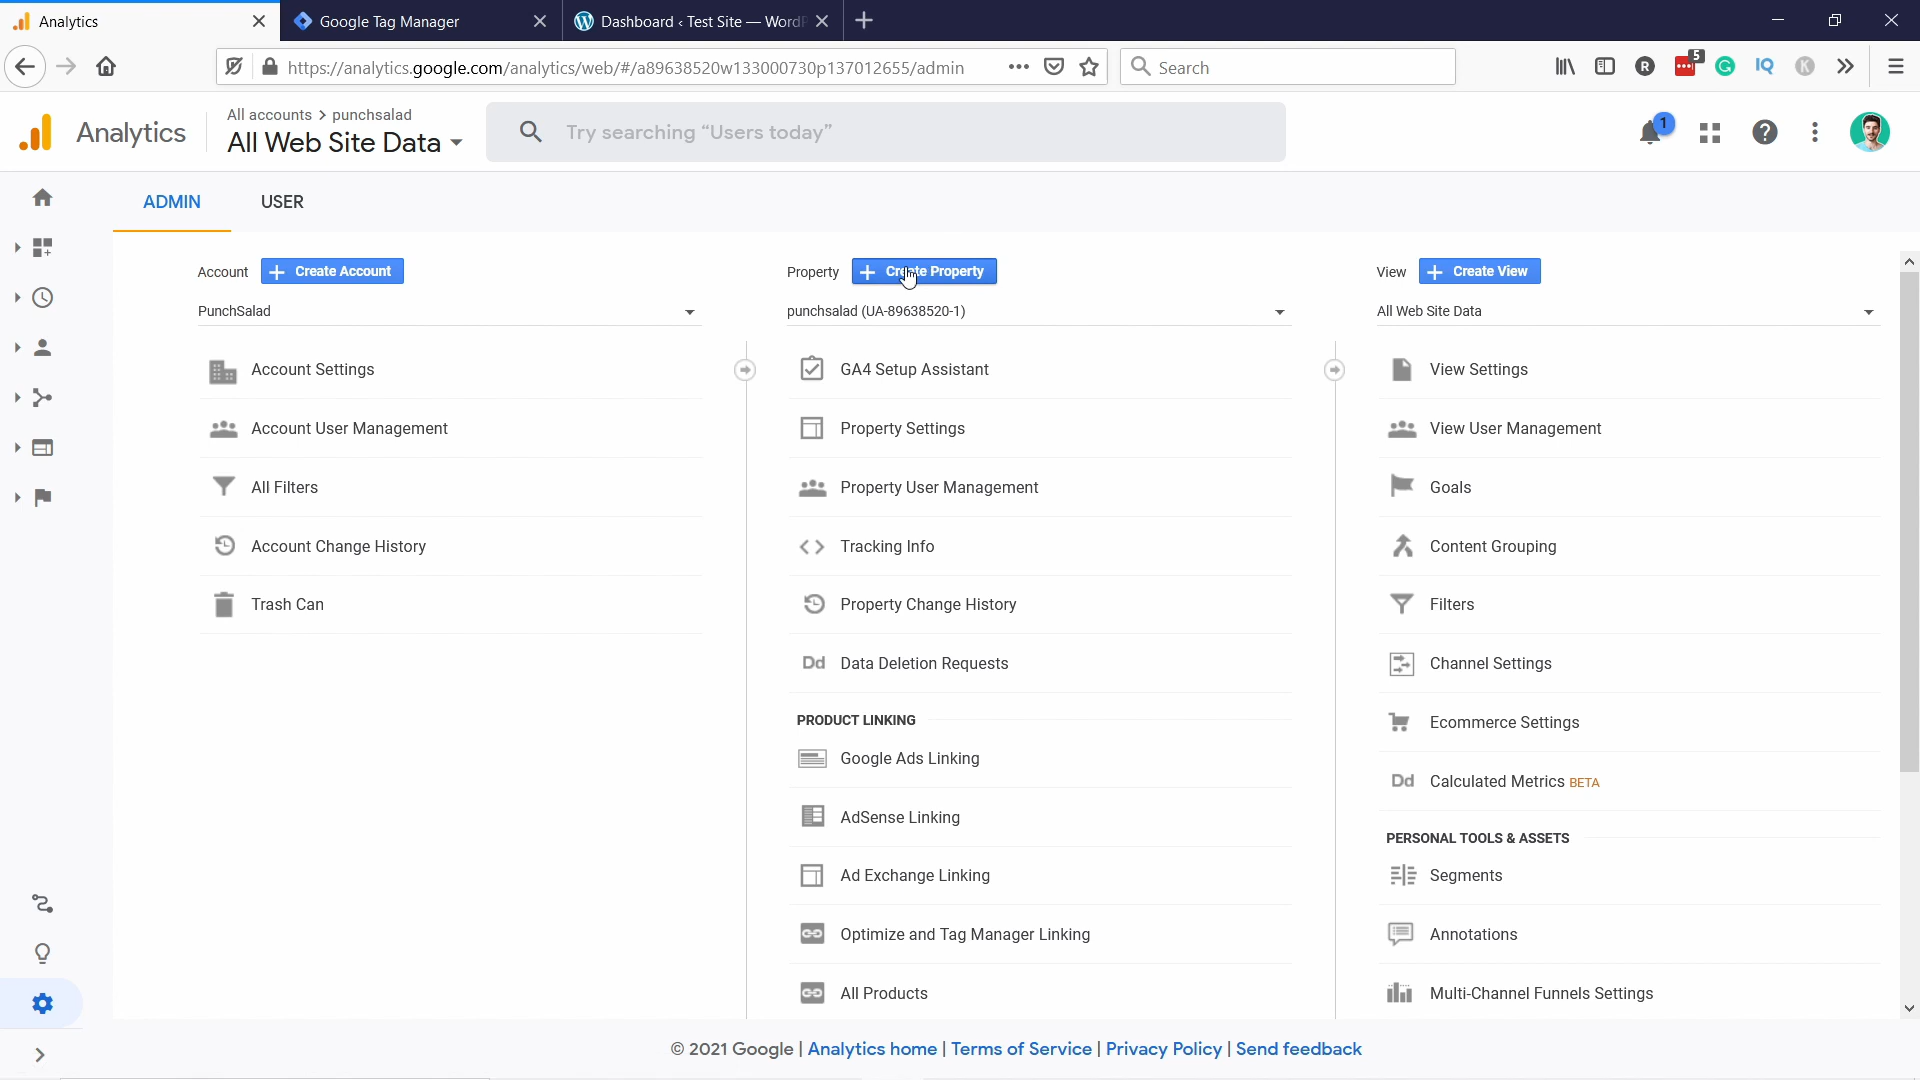 Analytics
Google Tag Manager
Dashboard ‹ Test Site — WordP
https://analytics.google.com/analytics/web/#/a89638520w133000730p137012655/admin
Search
R
5
G
IQ
K
Analytics
All accounts > punchsalad
All Web Site Data
Try searching “Users today”
1
ADMIN
USER
Account
+ Create Account
Property
+ Create Property
View
+ Create View
PunchSalad
punchsalad (UA-89638520-1)
All Web Site Data
Account Settings
GA4 Setup Assistant
View Settings
Account User Management
Property Settings
View User Management
All Filters
Property User Management
Goals
Account Change History
Tracking Info
Content Grouping
Trash Can
Property Change History
Filters
Dd Data Deletion Requests
Channel Settings
PRODUCT LINKING
Ecommerce Settings
Google Ads Linking
Dd Calculated Metrics BETA
AdSense Linking
PERSONAL TOOLS & ASSETS
Ad Exchange Linking
Segments
Optimize and Tag Manager Linking
Annotations
All Products
Multi-Channel Funnels Settings
© 2021 Google | Analytics home | Terms of Service | Privacy Policy | Send feedback